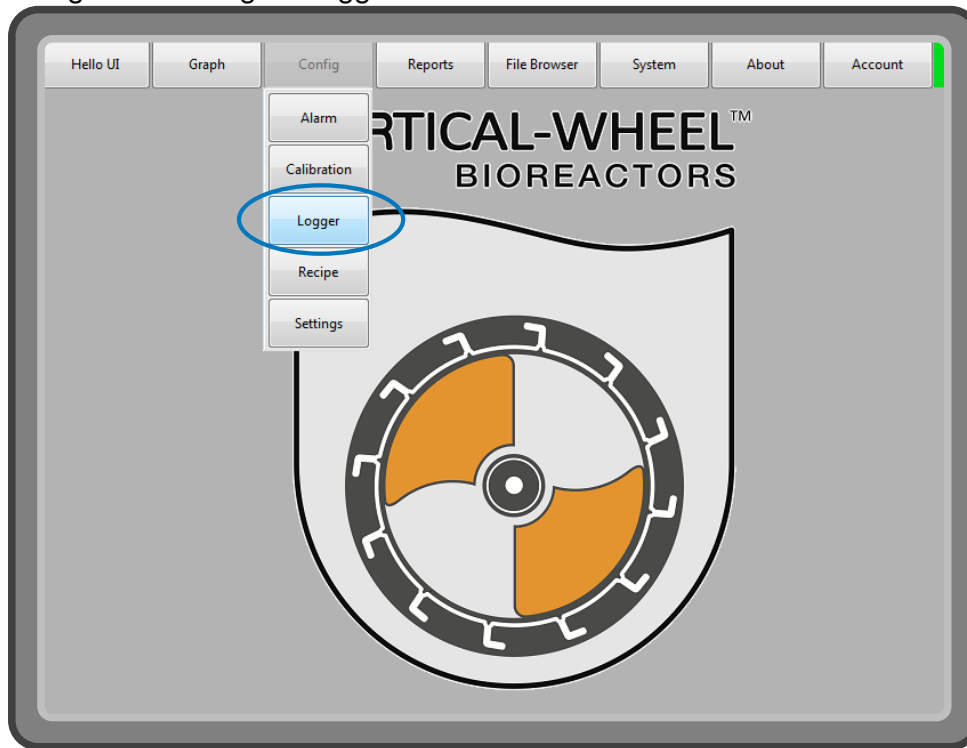 Hello UI Graph Config Reports File Browser System About Account
Alarm
RTICAL-WHEEL™
Calibration
BIOREACTORS
Logger
Recipe
Settings